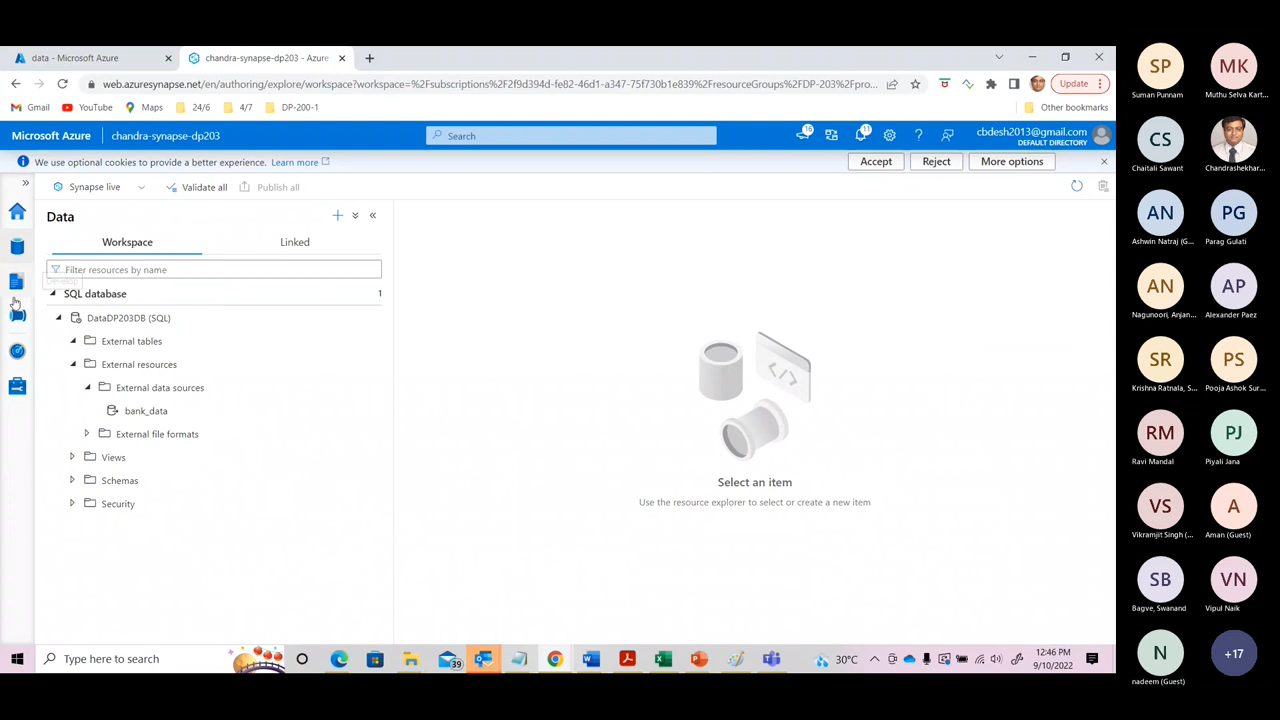 data - Microsoft Azure
chandra-synapse-dp203 - Azure
web.azuresynapse.net/en/authoring/explore/workspace?workspace=%2Fsubscriptions%2F2f9d394d-fe82-46d1-a347-75f730b1e839%2FresourceGroups%2FDP-203%2Fpro...
Update
Gmail
YouTube
Maps
24/6
4/7
DP-200-1
Other bookmarks
Microsoft Azure
chandra-synapse-dp203
Search
16
11
cbdesh2013@gmail.com
DEFAULT DIRECTORY
We use optional cookies to provide a better experience. Learn more
Accept
Reject
More options
Synapse live
Validate all
Publish all
Data
Workspace
Linked
Filter resources by name
Develop
SQL database
1
DataDP203DB (SQL)
External tables
External resources
External data sources
bank_data
External file formats
Views
Schemas
Security
Select an item
Use the resource explorer to select or create a new item
Type here to search
39
30°C
12:46 PM
9/10/2022
SP
Suman Punnam
MK
Muthu Selva Kart...
CS
Chaitali Sawant
Chandrashekhar...
AN
Ashwin Natraj (G...
PG
Parag Gulati
AN
Nagunoori, Anjan...
AP
Alexander Paez
SR
Krishna Ratnala, S...
PS
Pooja Ashok Sur...
RM
Ravi Mandal
PJ
Piyali Jana
VS
Vikramjit Singh (...
A
Aman (Guest)
SB
Bagve, Swanand
VN
Vipul Naik
N
nadeem (Guest)
+17